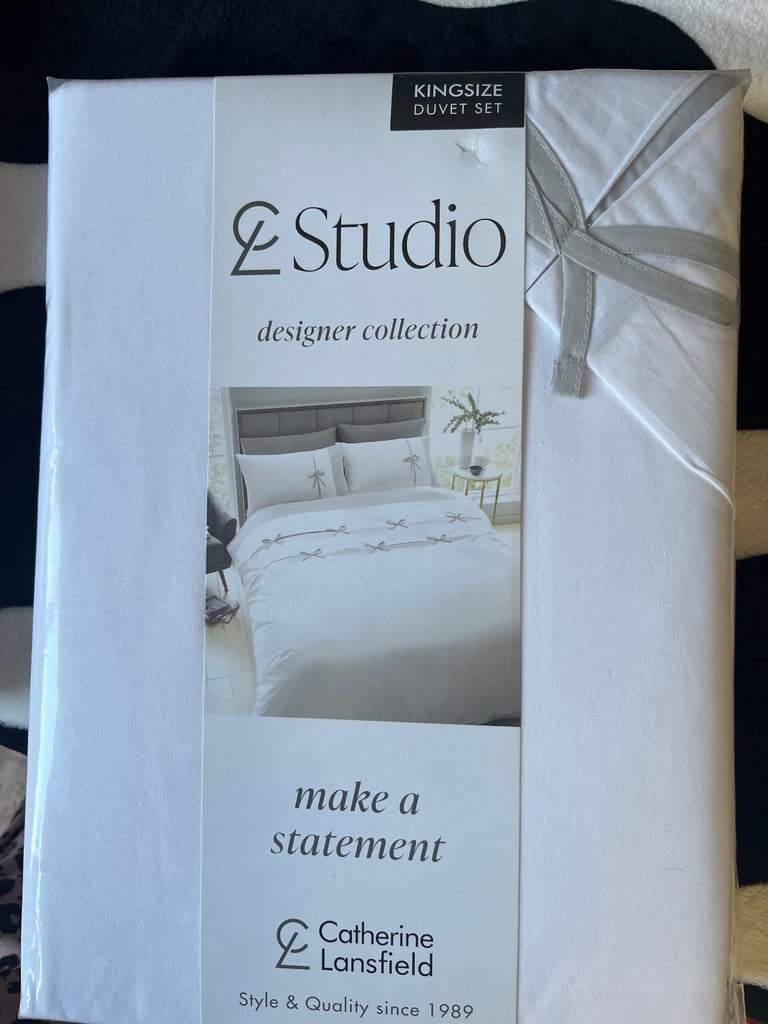 KINGSIZE
DUVET SET
CL Studio
designer collection
make a
statement
CL Catherine
Lansfield
Style & Quality since 1989